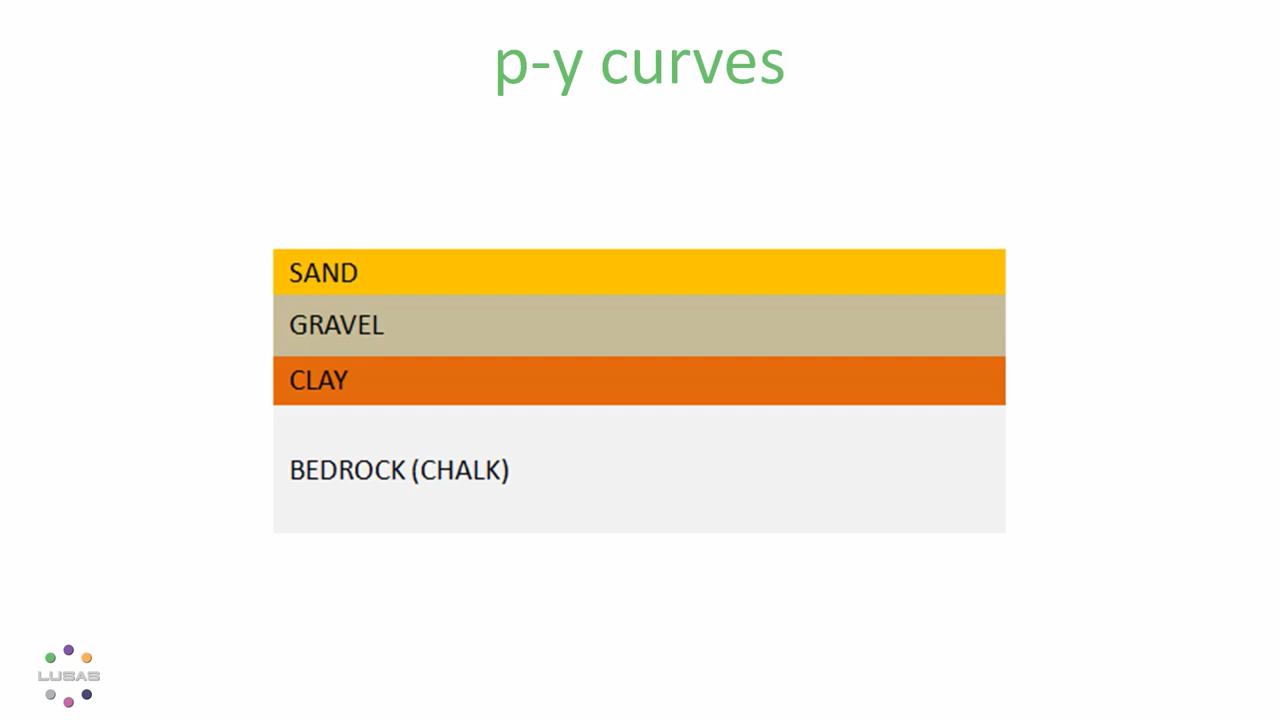 p-y curves
SAND
GRAVEL
CLAY
BEDROCK (CHALK)
LUSAS